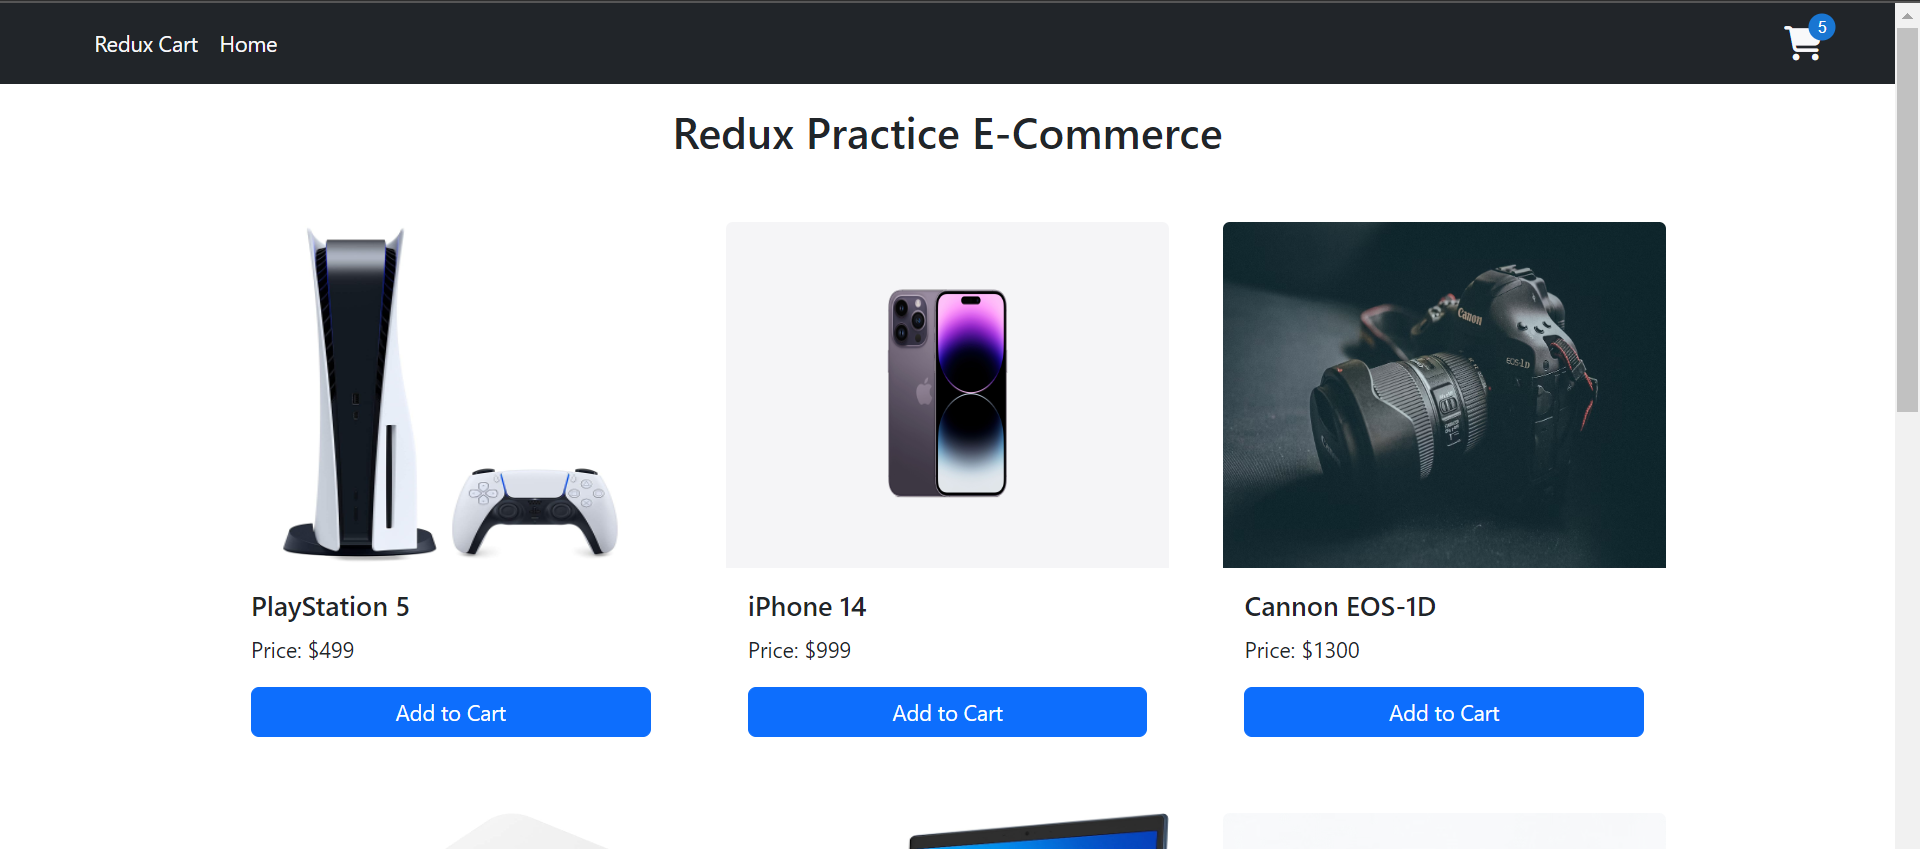 Redux Cart Home
5
Redux Practice E-Commerce
Canon
EOS-1D
PlayStation 5
Price: $499
iPhone 14
Price: $999
Cannon EOS-1D
Price: $1300
Add to Cart
Add to Cart
Add to Cart